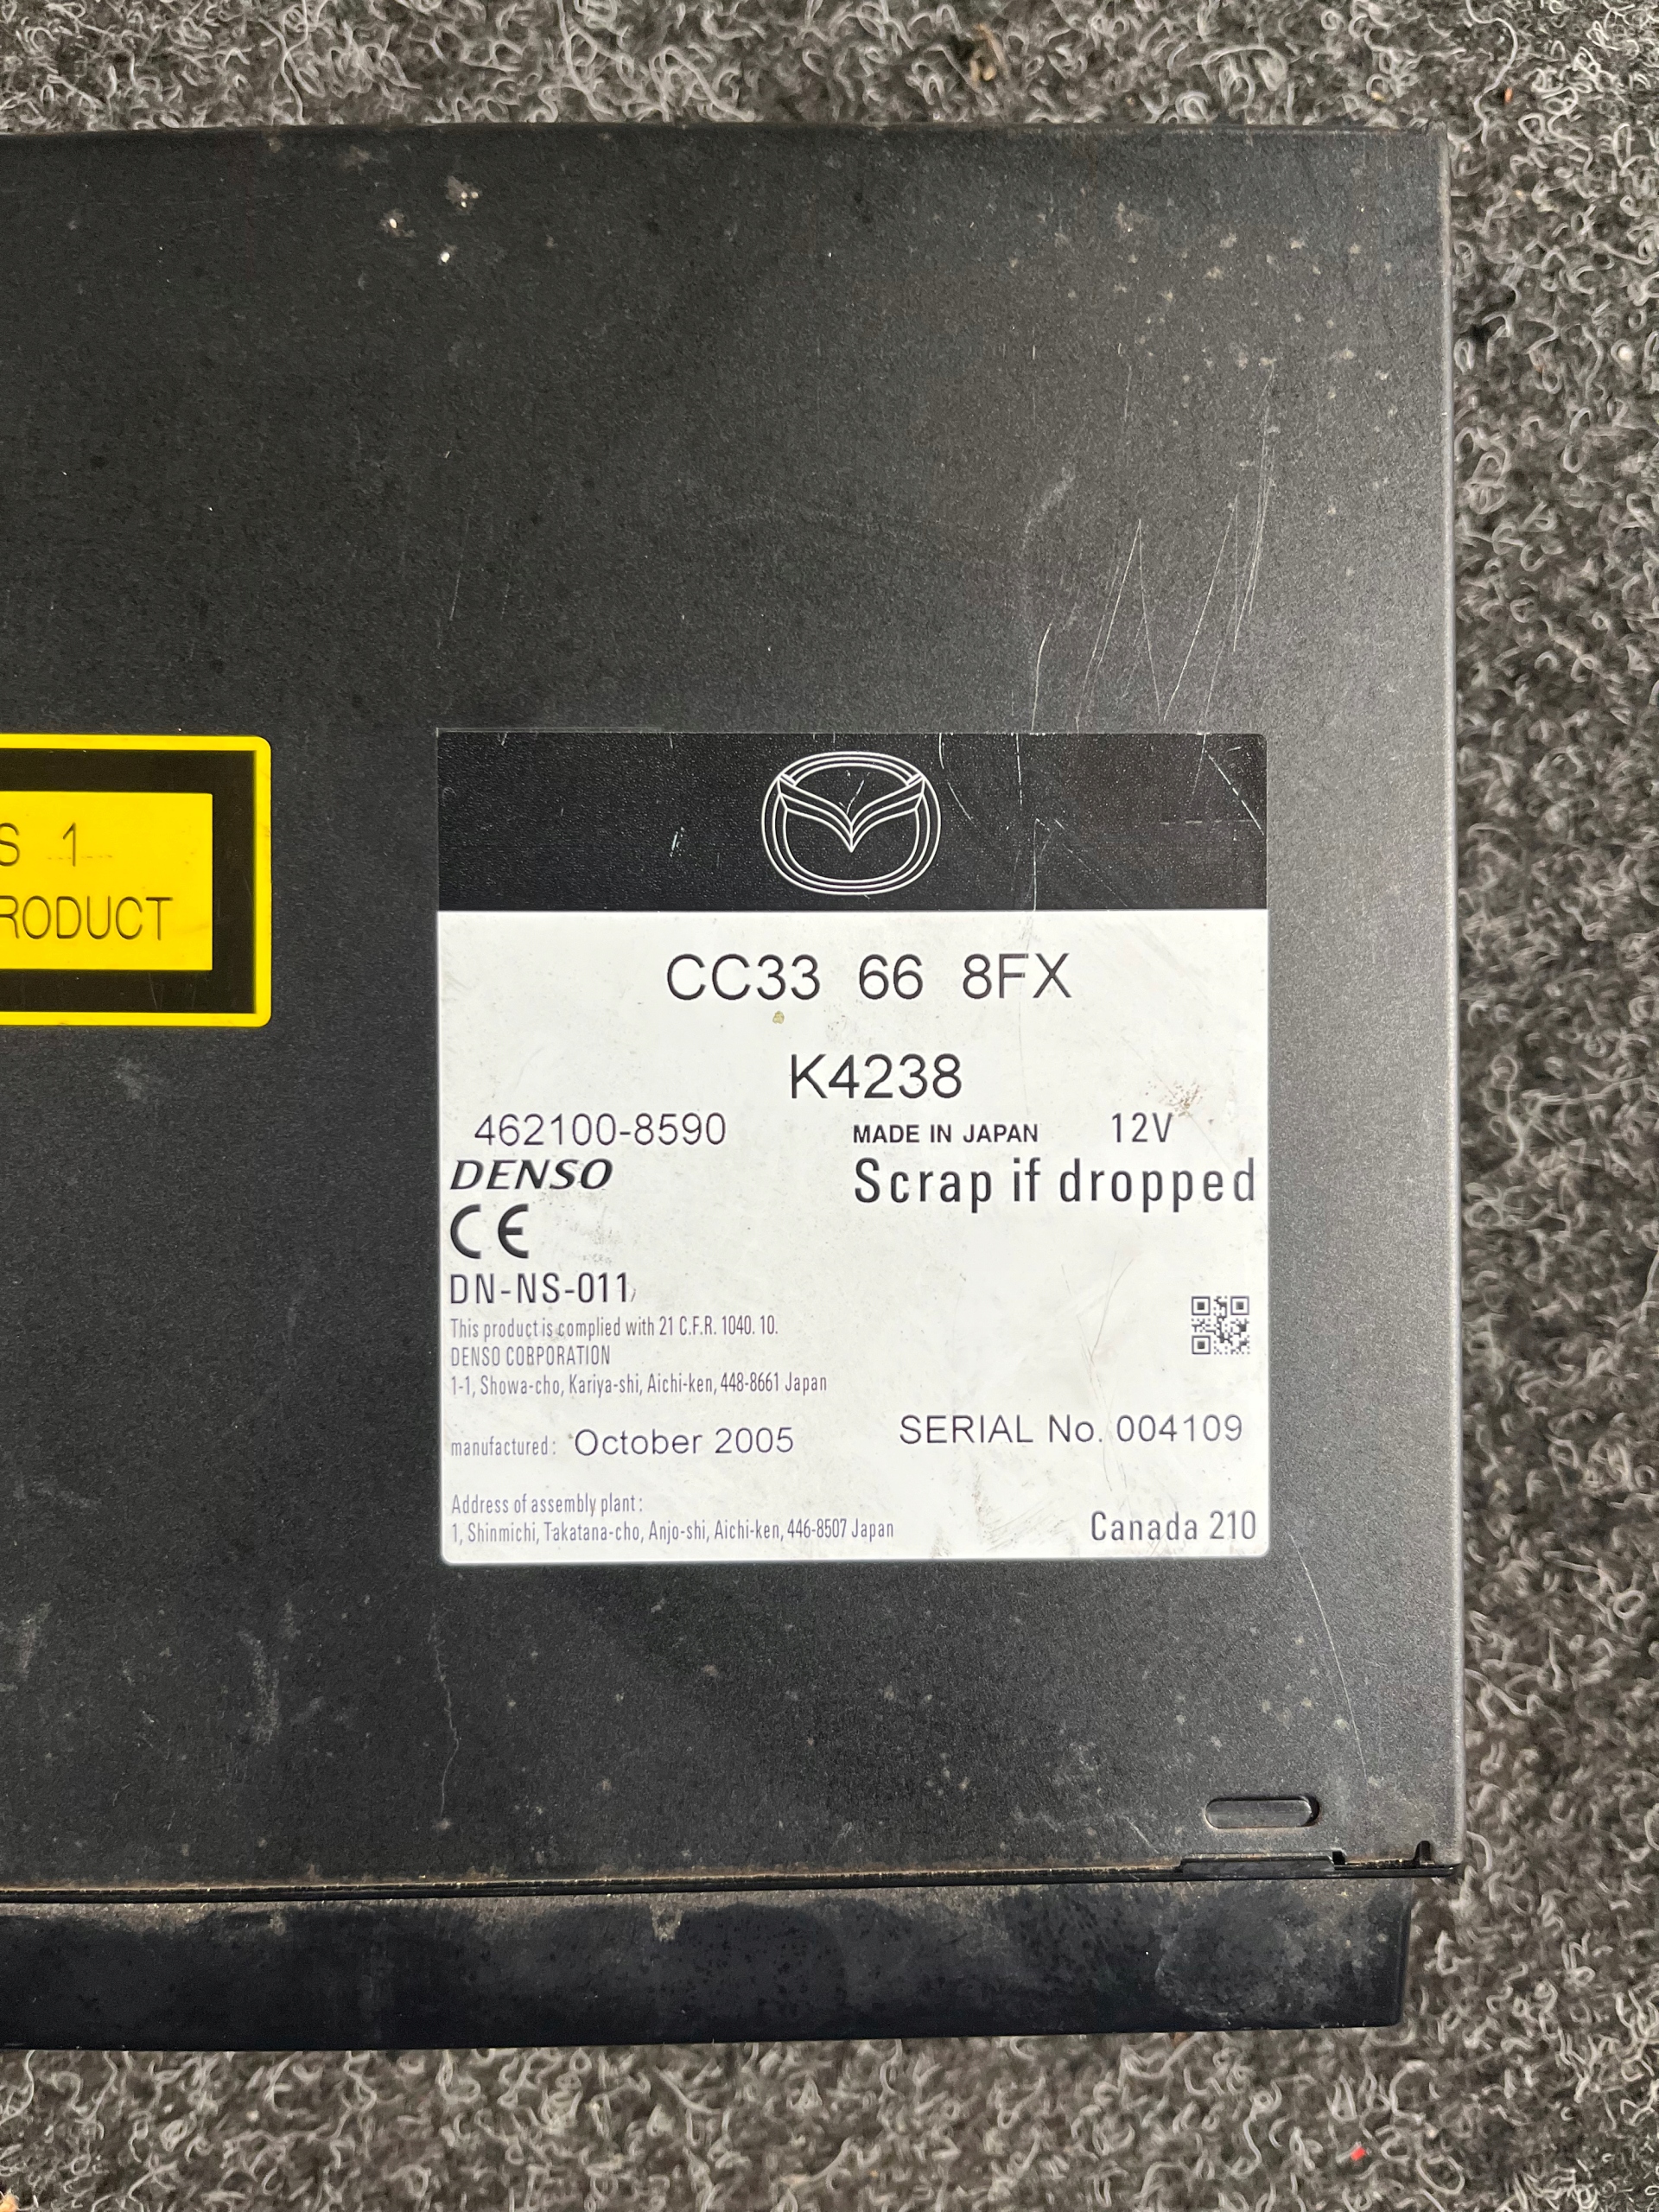 S 1
RODUCT
CC33 66 8FX
K4238
462100-8590 MADE IN JAPAN 12V
DENSO Scrap if dropped
CE
DN-NS-011
This product is complied with 21 C.F.R. 1040. 10.
DENSO CORPORATION
1-1, Showa-cho, Kariya-shi, Aichi-ken, 448-8661 Japan
manufactured: October 2005 SERIAL No. 004109
Address of assembly plant:
1, Shinmichi, Takatana-cho, Anjo-shi, Aichi-ken, 446-8507 Japan Canada 210